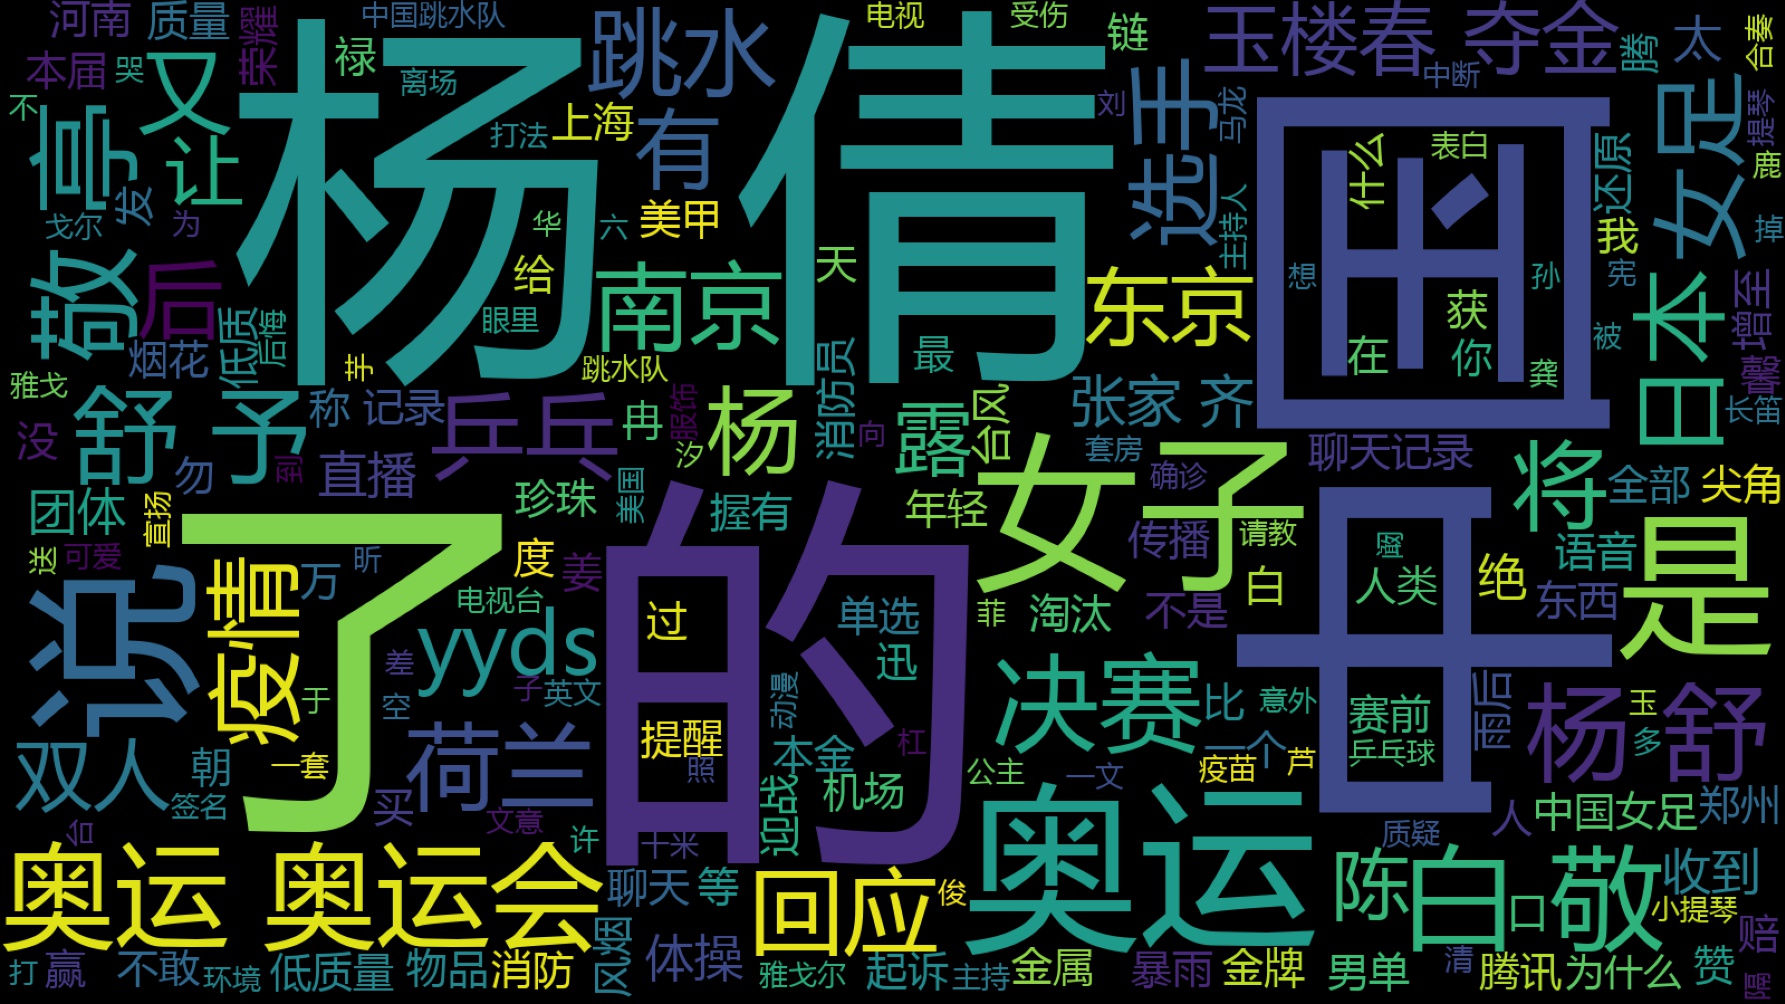 河南
质量
荣耀
中国跳水队
电视
受伤
链
玉楼春
夺金
腾
太
合奏
本届
哭
又
禄
离场
跳水
杨倩
中断
不
亭
让
打法
上海
有
刘
选手
马龙
中国
什么
表白
还原
女足
提琴
鹿
发
戈尔
为
华
六
美甲
主持人
我
掉
敬
后
给
南京
天
东京
想
孙
宪
日本
增至
低质
后悔
眼里
获
烟花
手
跳水队
消防员
最
在
你
被
雅戈
舒
予
称
记录
乒乓
冉
服饰
杨
向
露
台风
张家
齐
龚
馨
长笛
没
勿
直播
汐
套房
聊天记录
将
全部
尖角
团体
宣扬
珍珠
美国
握有
年轻
女子
确诊
了
的
是
送
可爱
疫情
万
昕
度
姜
传播
请教
人类
绝
语音
说
电视台
yyds
过
单选
迅
菲
淘汰
不是
白
东西
于
差
空
子
英文
动漫
决赛
比
意外
赛前
雨后
杨
舒
玉
多
双人
朝
一套
荷兰
提醒
照
本金
杠
一个
乒乓球
签名
买
文意
迎战
机场
公主
一文
疫苗
芦
奥运
中国女足
郑州
许
十米
质疑
人
奥运
奥运会
聊天
等
回应
俊
陈
白
口
敬
收到
小提琴
打
赢
不敢
环境
低质量
物品
消防
风烟
体操
雅戈尔
起诉
主持
金属
暴雨
金牌
男单
清
腾讯
为什么
赞
赔